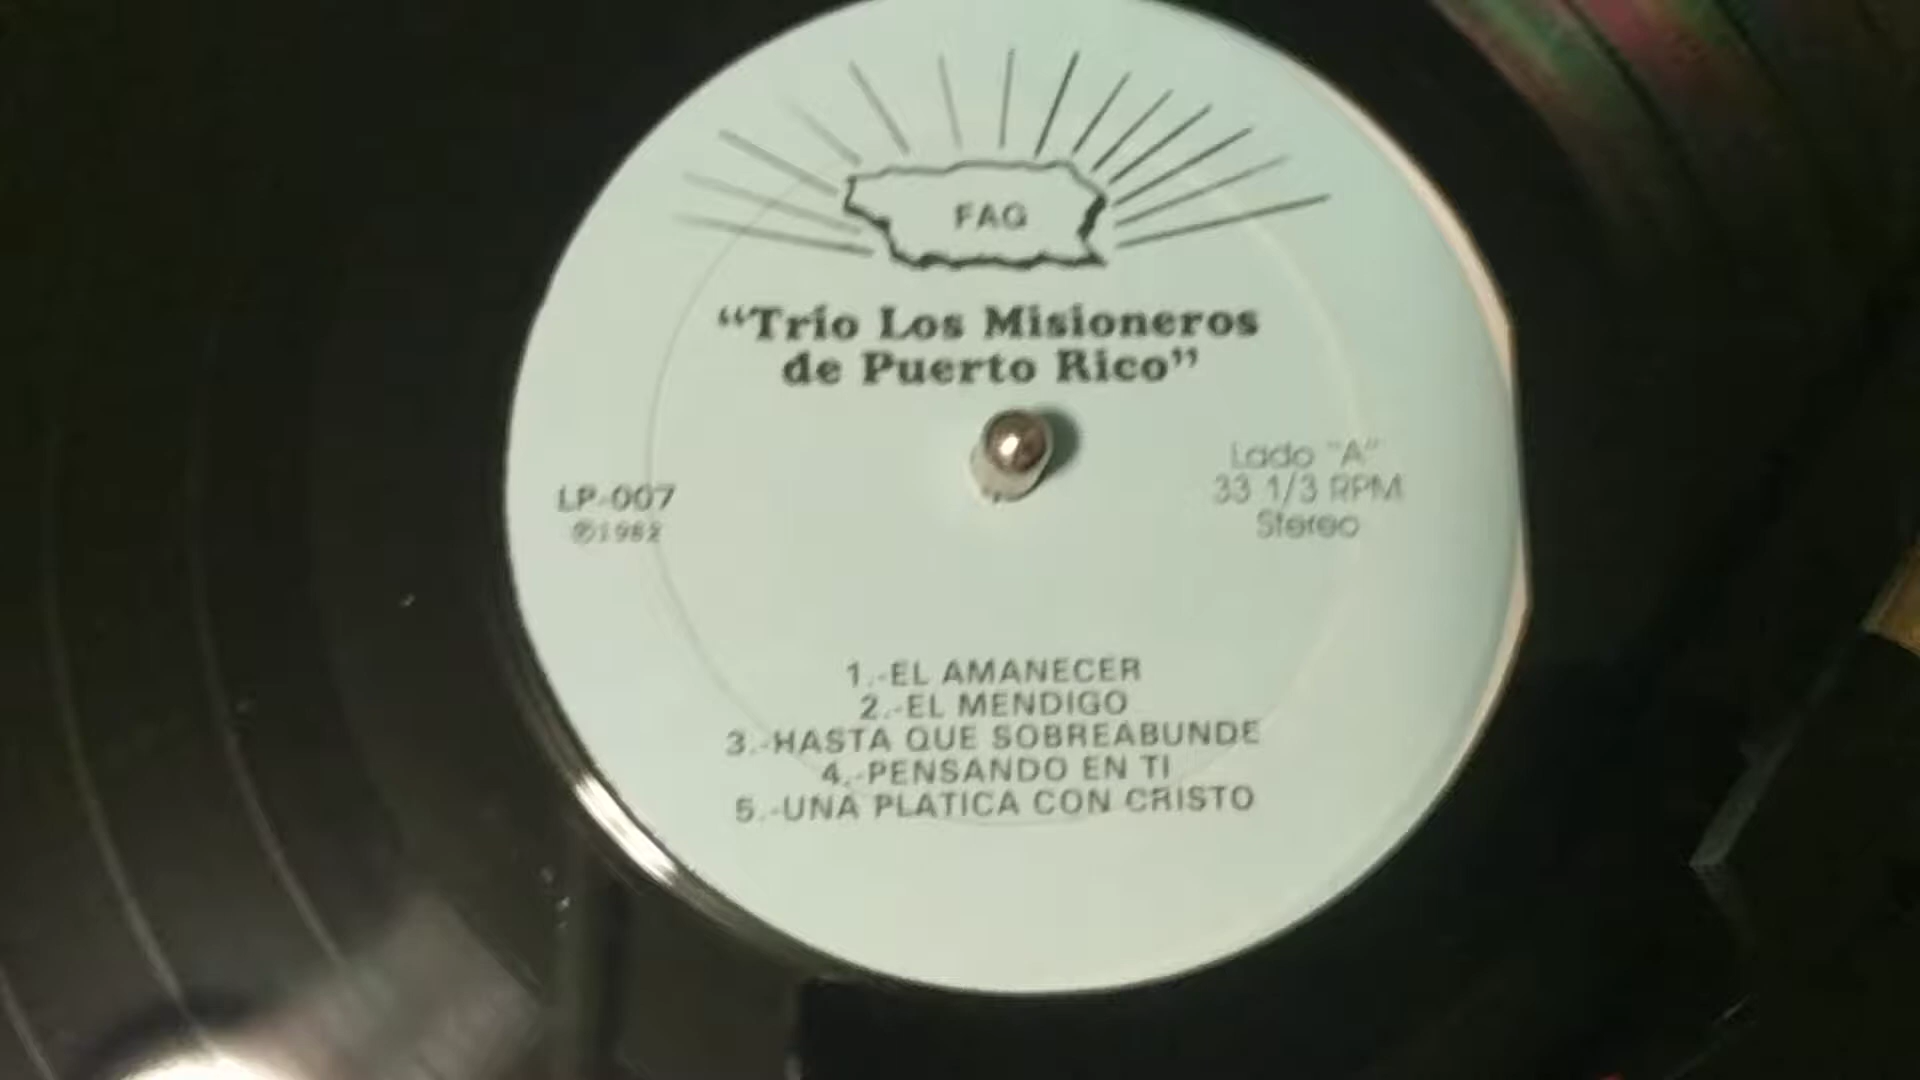 FAG
“Trío Los Misioneros
de Puerto Rico”
Lado "A"
33 1/3 RPM
Stereo
LP-007
℗1982
1.-EL AMANECER
2.-EL MENDIGO
3.-HASTA QUE SOBREABUNDE
4.-PENSANDO EN TI
5.-UNA PLATICA CON CRISTO